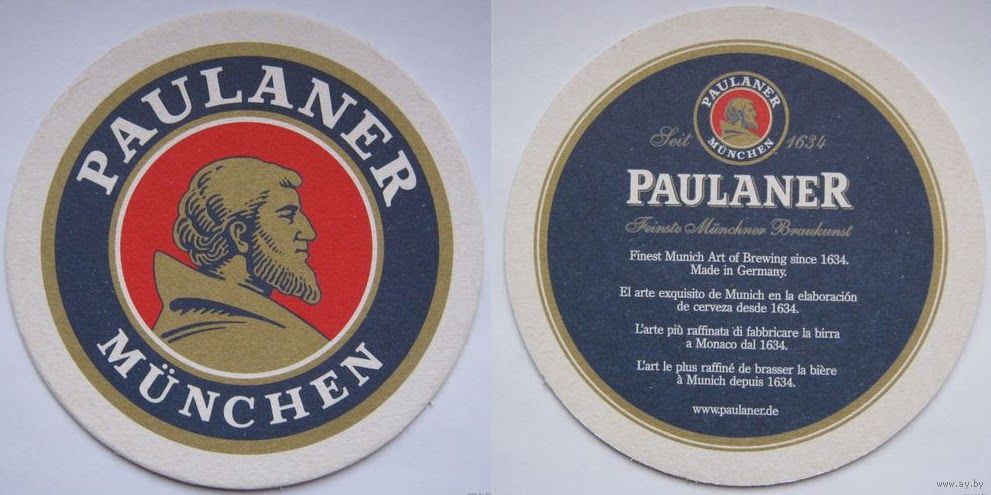 PAULANER
MÜNCHEN
PAULANER
MÜNCHEN
Seit 1634
PAULANER
Feinste Münchner Braukunst
Finest Munich Art of Brewing since 1634.
Made in Germany.
El arte exquisito de Munich en la elaboración
de cerveza desde 1634.
L'arte più raffinata di fabbricare la birra
a Monaco dal 1634.
L'art le plus raffiné de brasser la bière
à Munich depuis 1634.
www.paulaner.de
www.ay.by